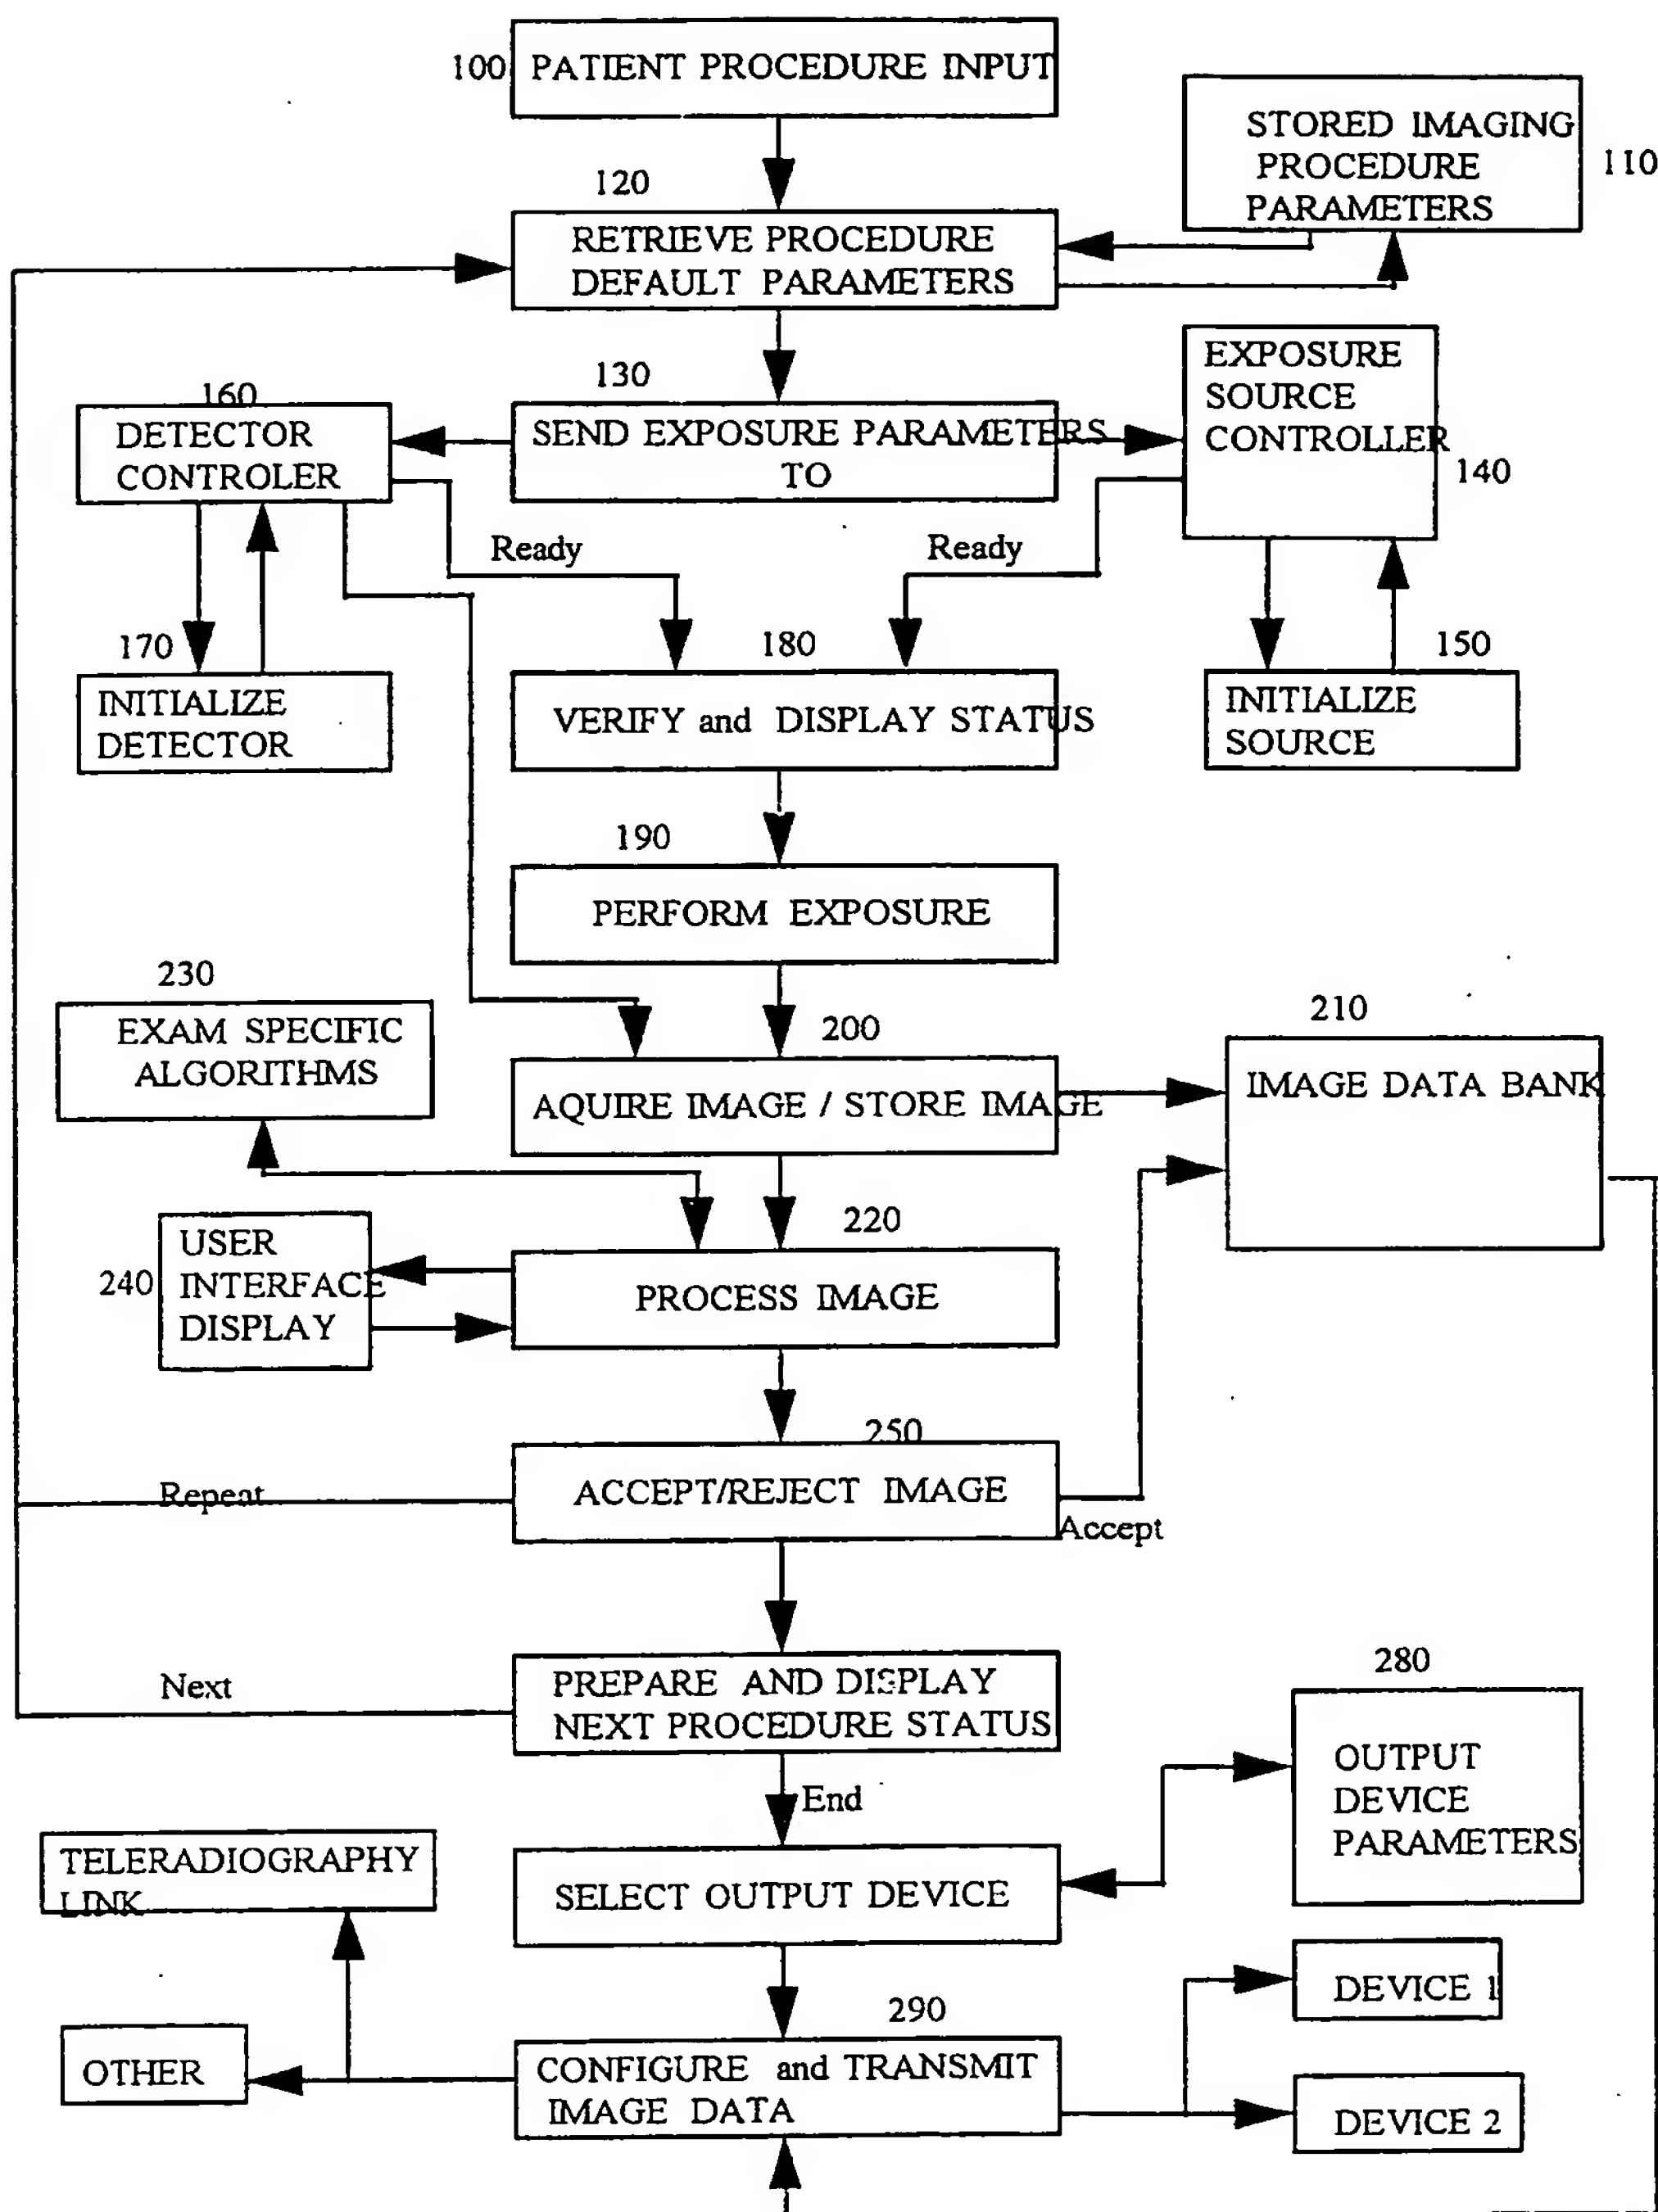 100 PATIENT PROCEDURE INPUT
STORED IMAGING
PROCEDURE
PARAMETERS
110
120
RETRIEVE PROCEDURE
DEFAULT PARAMETERS
130
SEND EXPOSURE PARAMETERS
TO
160
DETECTOR
CONTROLER
EXPOSURE
SOURCE
CONTROLLER
140
Ready
Ready
170
INITIALIZE
DETECTOR
180
VERIFY and DISPLAY STATUS
150
INITIALIZE
SOURCE
190
PERFORM EXPOSURE
230
EXAM SPECIFIC
ALGORITHMS
200
AQUIRE IMAGE / STORE IMAGE
210
IMAGE DATA BANK
220
PROCESS IMAGE
240
USER
INTERFACE
DISPLAY
250
ACCEPT/REJECT IMAGE
Repeat
Accept
Next
PREPARE AND DISPLAY
NEXT PROCEDURE STATUS
End
280
OUTPUT
DEVICE
PARAMETERS
SELECT OUTPUT DEVICE
TELERADIOGRAPHY
LINK
OTHER
290
CONFIGURE and TRANSMIT
IMAGE DATA
DEVICE 1
DEVICE 2